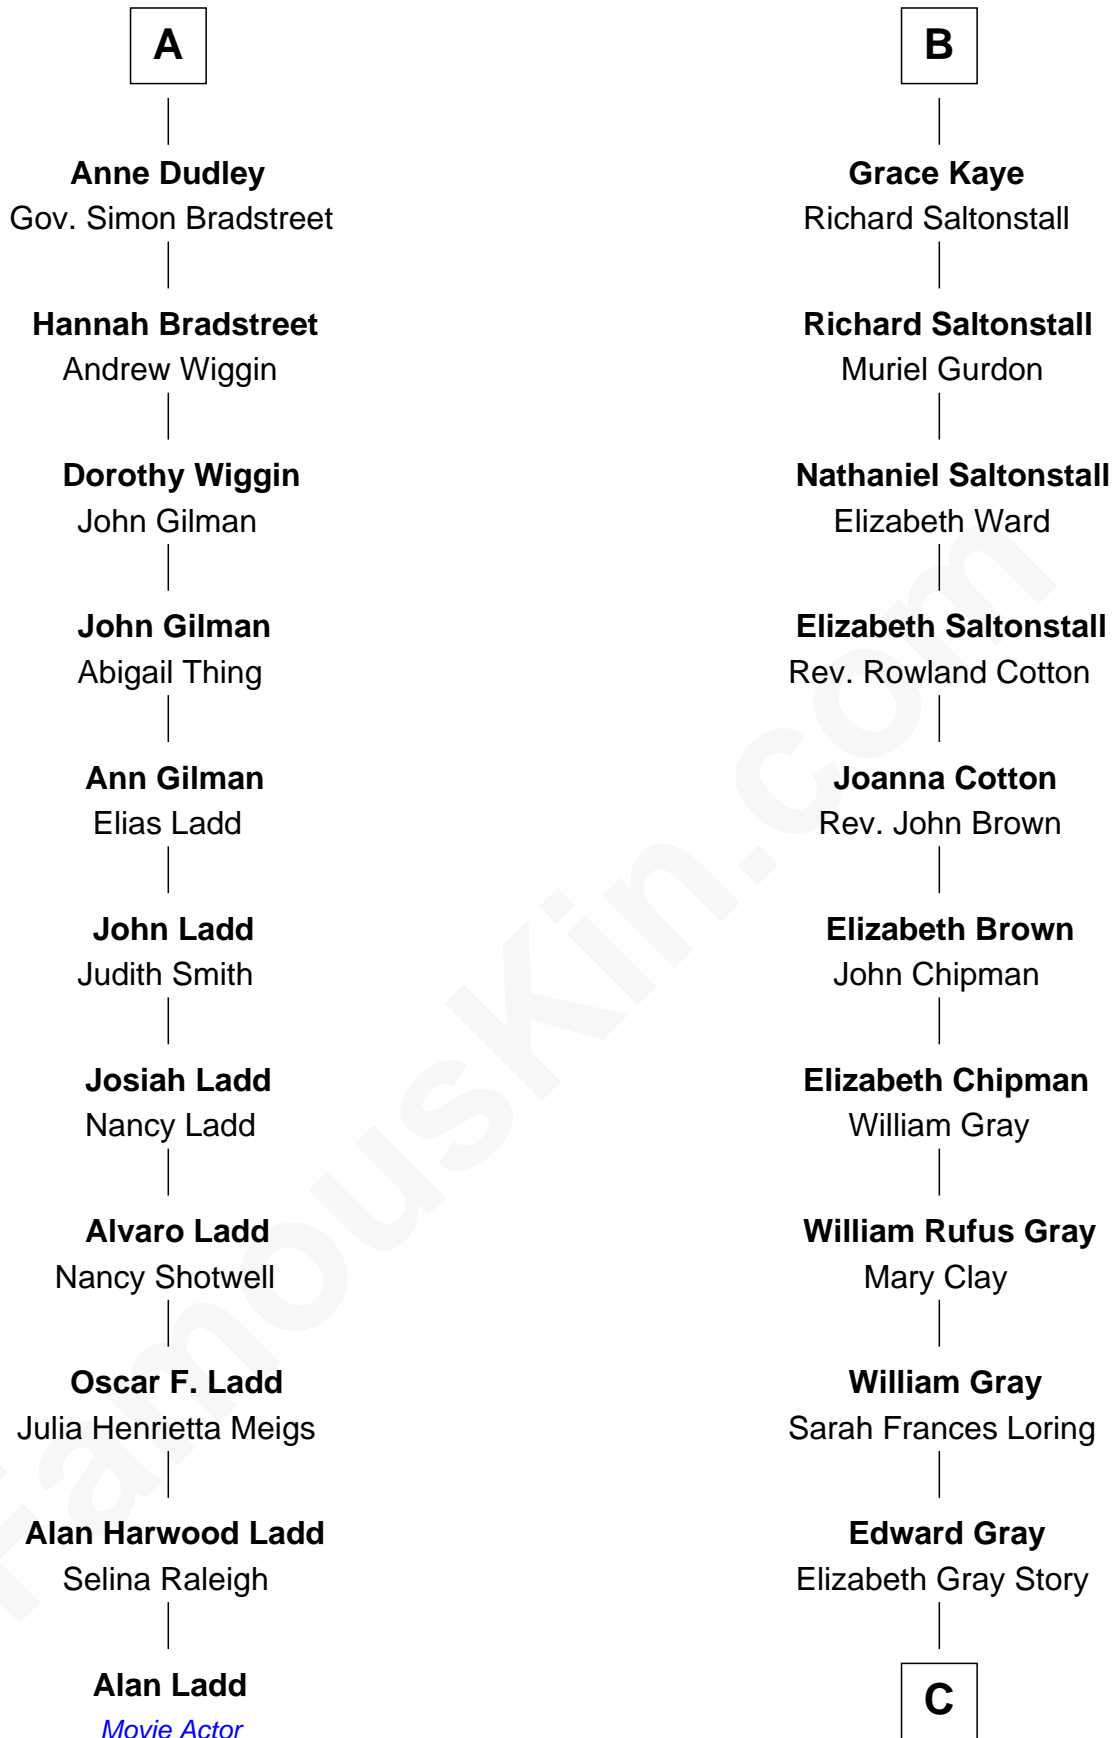 A
Anne Dudley
Gov. Simon Bradstreet
Hannah Bradstreet
Andrew Wiggin
Dorothy Wiggin
John Gilman
John Gilman
Abigail Thing
Ann Gilman
Elias Ladd
John Ladd
Judith Smith
Josiah Ladd
Nancy Ladd
Alvaro Ladd
Nancy Shotwell
Oscar F. Ladd
Julia Henrietta Meigs
Alan Harwood Ladd
Selina Raleigh
Alan Ladd
Movie Actor
B
Grace Kaye
Richard Saltonstall
Richard Saltonstall
Muriel Gurdon
Nathaniel Saltonstall
Elizabeth Ward
Elizabeth Saltonstall
Rev. Rowland Cotton
Joanna Cotton
Rev. John Brown
Elizabeth Brown
John Chipman
Elizabeth Chipman
William Gray
William Rufus Gray
Mary Clay
William Gray
Sarah Frances Loring
Edward Gray
Elizabeth Gray Story
C
FamousKin.com